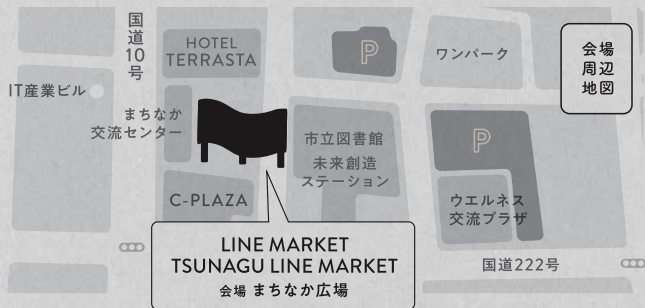 国道10号
HOTEL
TERRASTA
P
ワンパーク
会場
周辺
地図
IT産業ビル
まちなか
交流センター
市立図書館
未来創造
ステーション
P
C-PLAZA
ウエルネス
交流プラザ
LINE MARKET
TSUNAGU LINE MARKET
会場 まちなか広場
国道222号